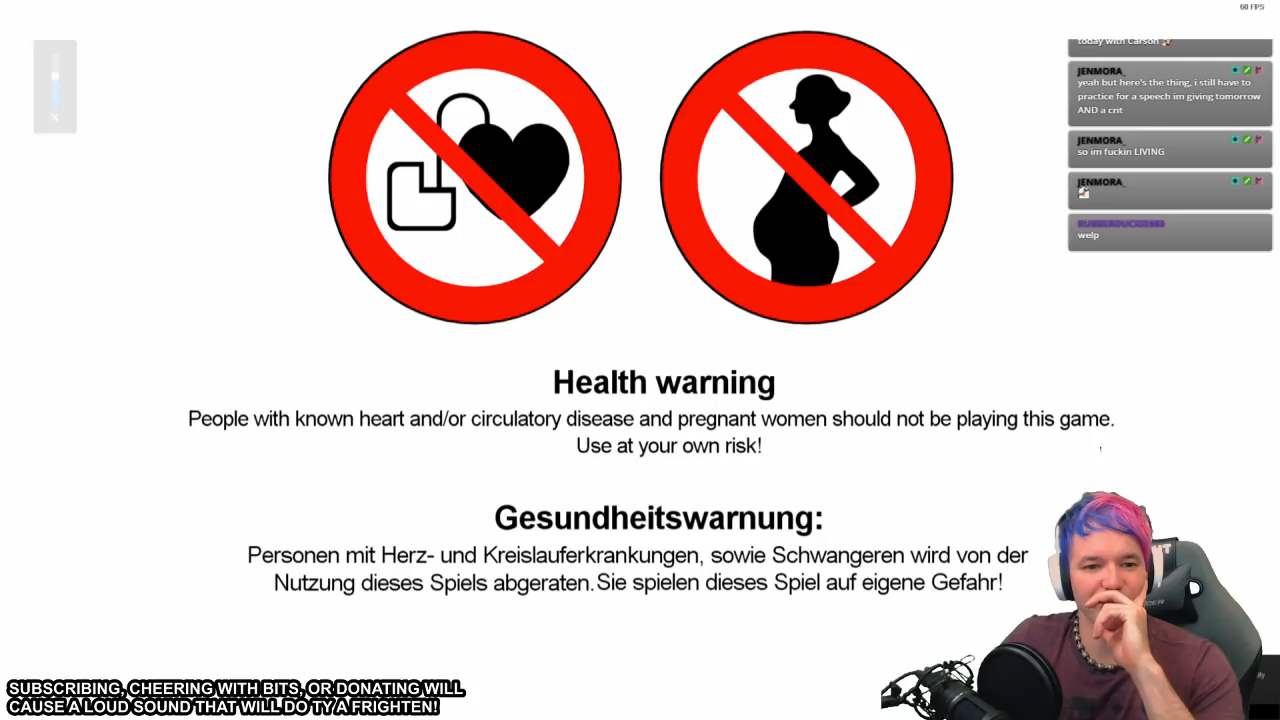 60 FPS
today with Carson
JENMORA_
yeah but here's the thing, i still have to
practice for a speech im giving tomorrow
AND a crit
JENMORA_
so im fuckin LIVING
JENMORA_
welp
Health warning
People with known heart and/or circulatory disease and pregnant women should not be playing this game.
Use at your own risk!
Gesundheitswarnung:
Personen mit Herz- und Kreislauferkrankungen, sowie Schwangeren wird von der
Nutzung dieses Spiels abgeraten.Sie spielen dieses Spiel auf eigene Gefahr!
SUBSCRIBING, CHEERING WITH BITS, OR DONATING WILL
CAUSE A LOUD SOUND THAT WILL DO TY A FRIGHTEN!